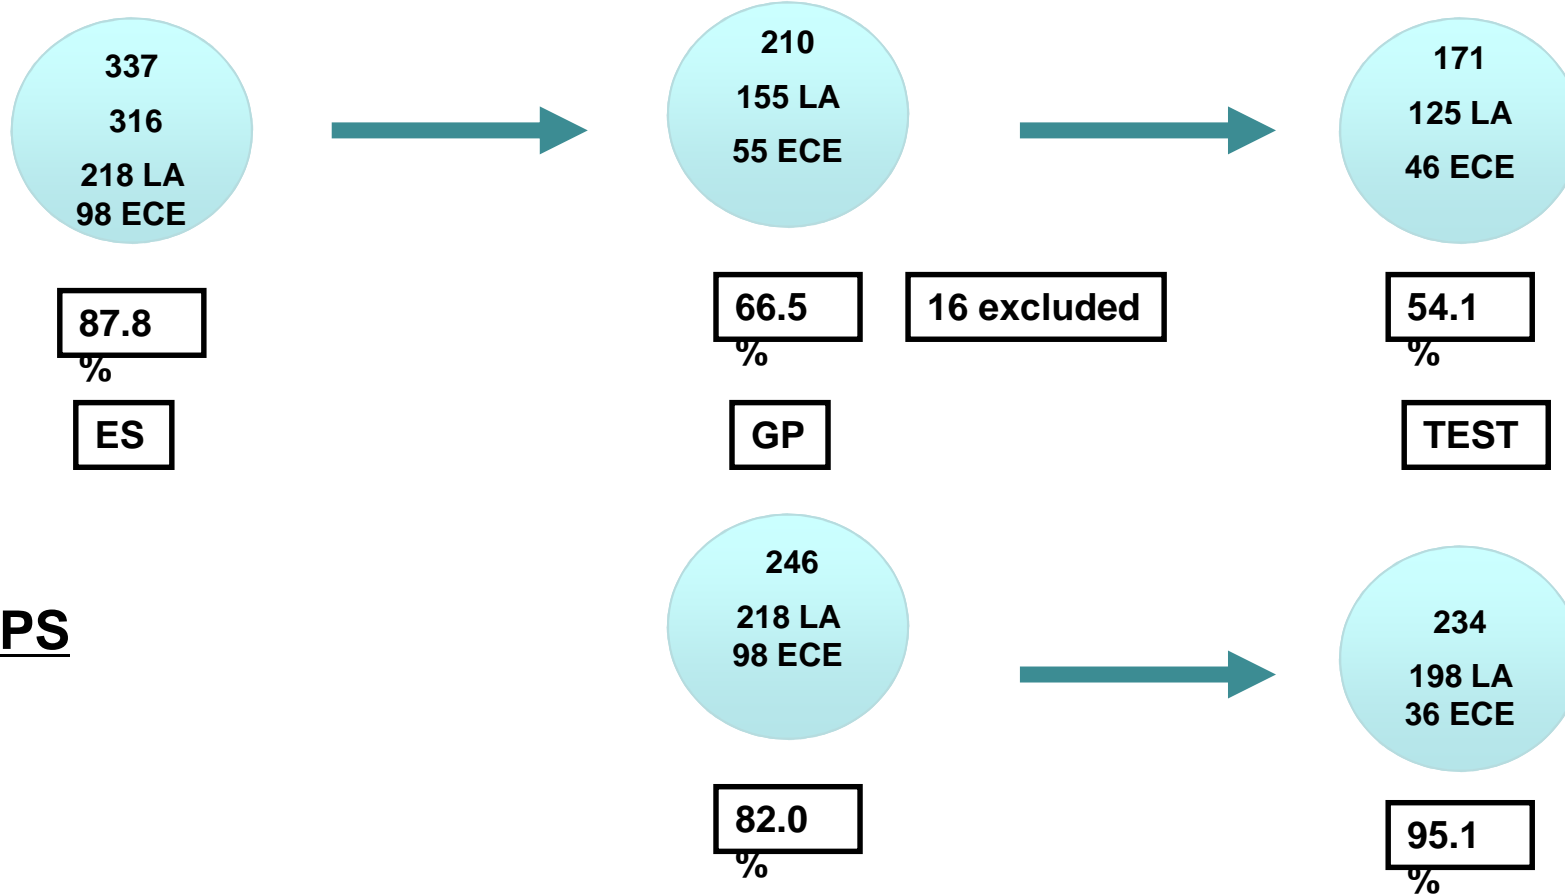 337
316
218 LA
98 ECE
210
155 LA
55 ECE
171
125 LA
46 ECE
87.8
%
66.5
%
16 excluded
54.1
%
ES
GP
TEST
PS
246
218 LA
98 ECE
234
198 LA
36 ECE
82.0
%
95.1
%